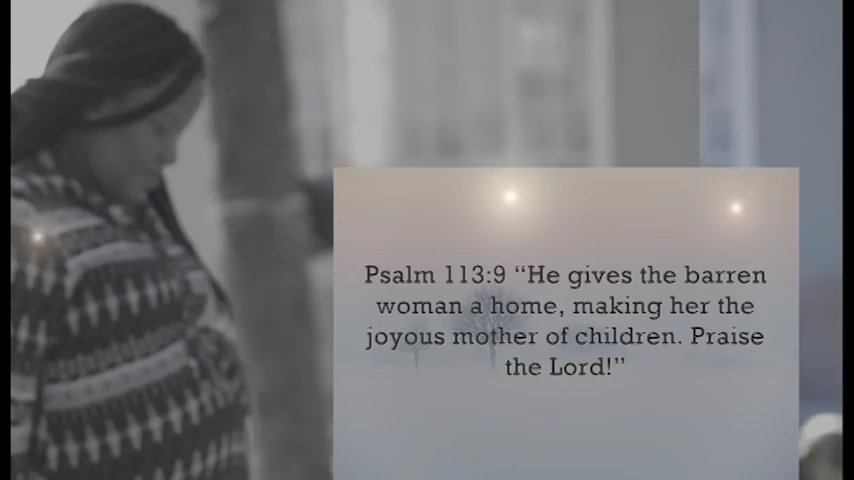 Psalm 113:9 “He gives the barren
woman a home, making her the
joyous mother of children. Praise
the Lord!”